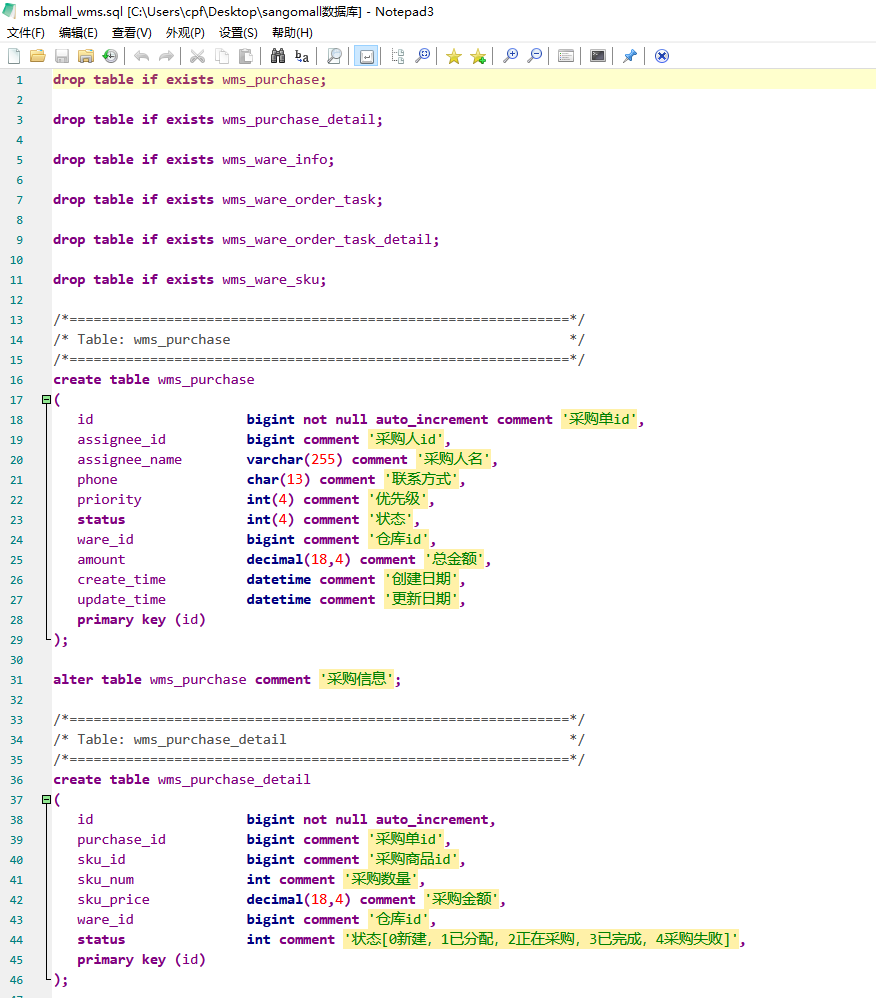 msbmall_wms.sql [C:\Users\cpf\Desktop\sangomall数据库] - Notepad3
文件(F) 编辑(E) 查看(V) 外观(P) 设置(S) 帮助(H)
1 drop table if exists wms_purchase;
2
3 drop table if exists wms_purchase_detail;
4
5 drop table if exists wms_ware_info;
6
7 drop table if exists wms_ware_order_task;
8
9 drop table if exists wms_ware_order_task_detail;
10
11 drop table if exists wms_ware_sku;
12
13 /*==============================================================*/
14 /* Table: wms_purchase */
15 /*==============================================================*/
16 create table wms_purchase
17 (
18 id bigint not null auto_increment comment '采购单id',
19 assignee_id bigint comment '采购人id',
20 assignee_name varchar(255) comment '采购人名',
21 phone char(13) comment '联系方式',
22 priority int(4) comment '优先级',
23 status int(4) comment '状态',
24 ware_id bigint comment '仓库id',
25 amount decimal(18,4) comment '总金额',
26 create_time datetime comment '创建日期',
27 update_time datetime comment '更新日期',
28 primary key (id)
29 );
30
31 alter table wms_purchase comment '采购信息';
32
33 /*==============================================================*/
34 /* Table: wms_purchase_detail */
35 /*==============================================================*/
36 create table wms_purchase_detail
37 (
38 id bigint not null auto_increment,
39 purchase_id bigint comment '采购单id',
40 sku_id bigint comment '采购商品id',
41 sku_num int comment '采购数量',
42 sku_price decimal(18,4) comment '采购金额',
43 ware_id bigint comment '仓库id',
44 status int comment '状态[0新建，1已分配，2正在采购，3已完成，4采购失败]',
45 primary key (id)
46 );